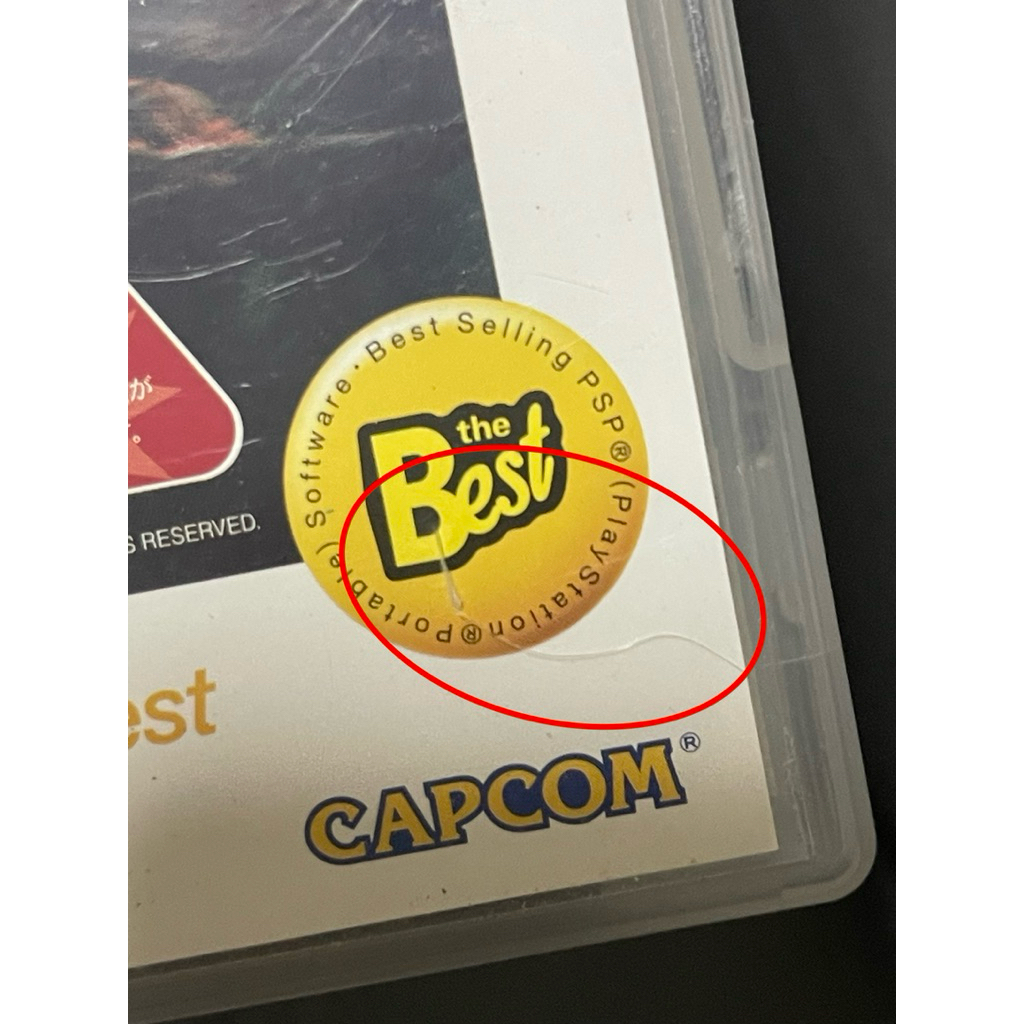 が
。
S RESERVED.
Best Selling PSP® (PlayStation®Portable) Software・
the
Best
est
CAPCOM®